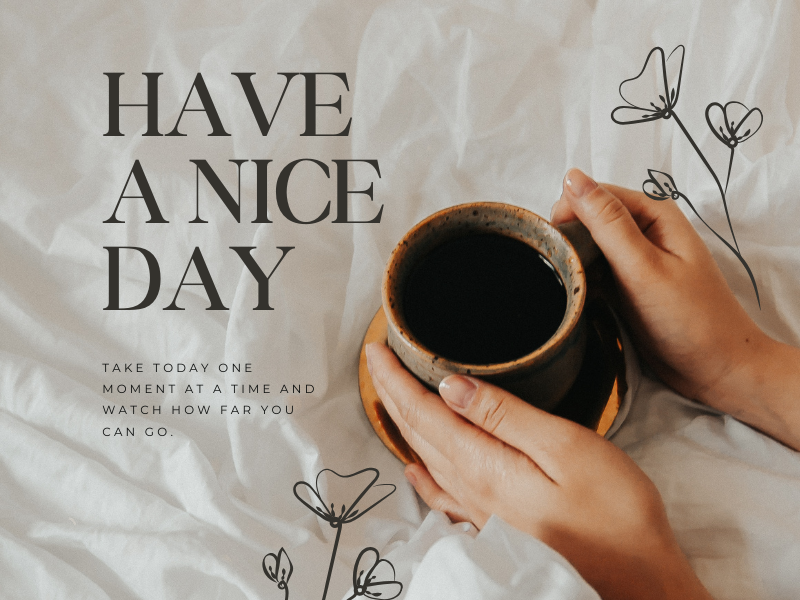 HAVE
A NICE
DAY
TAKE TODAY ONE
MOMENT AT A TIME AND
WATCH HOW FAR YOU
CAN GO.